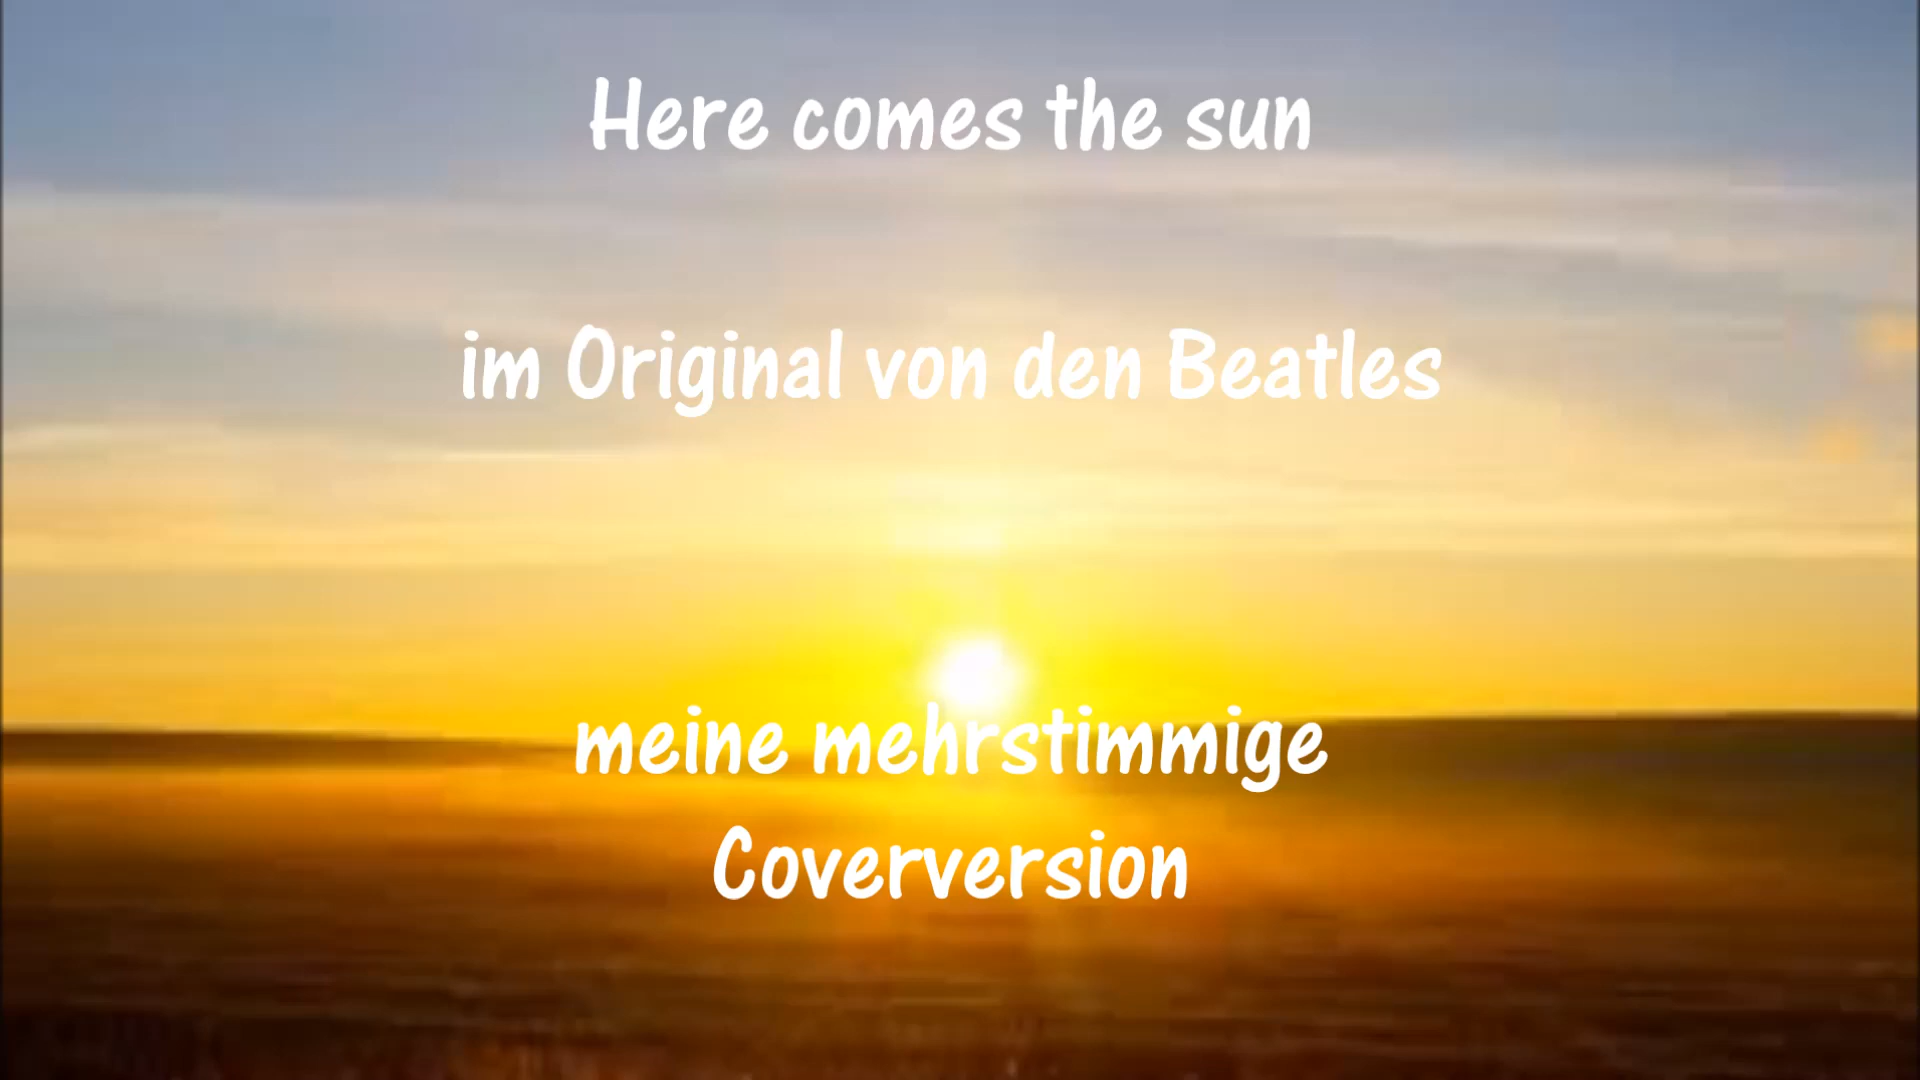 Here comes the sun
im Original von den Beatles
meine mehrstimmige
Coverversion